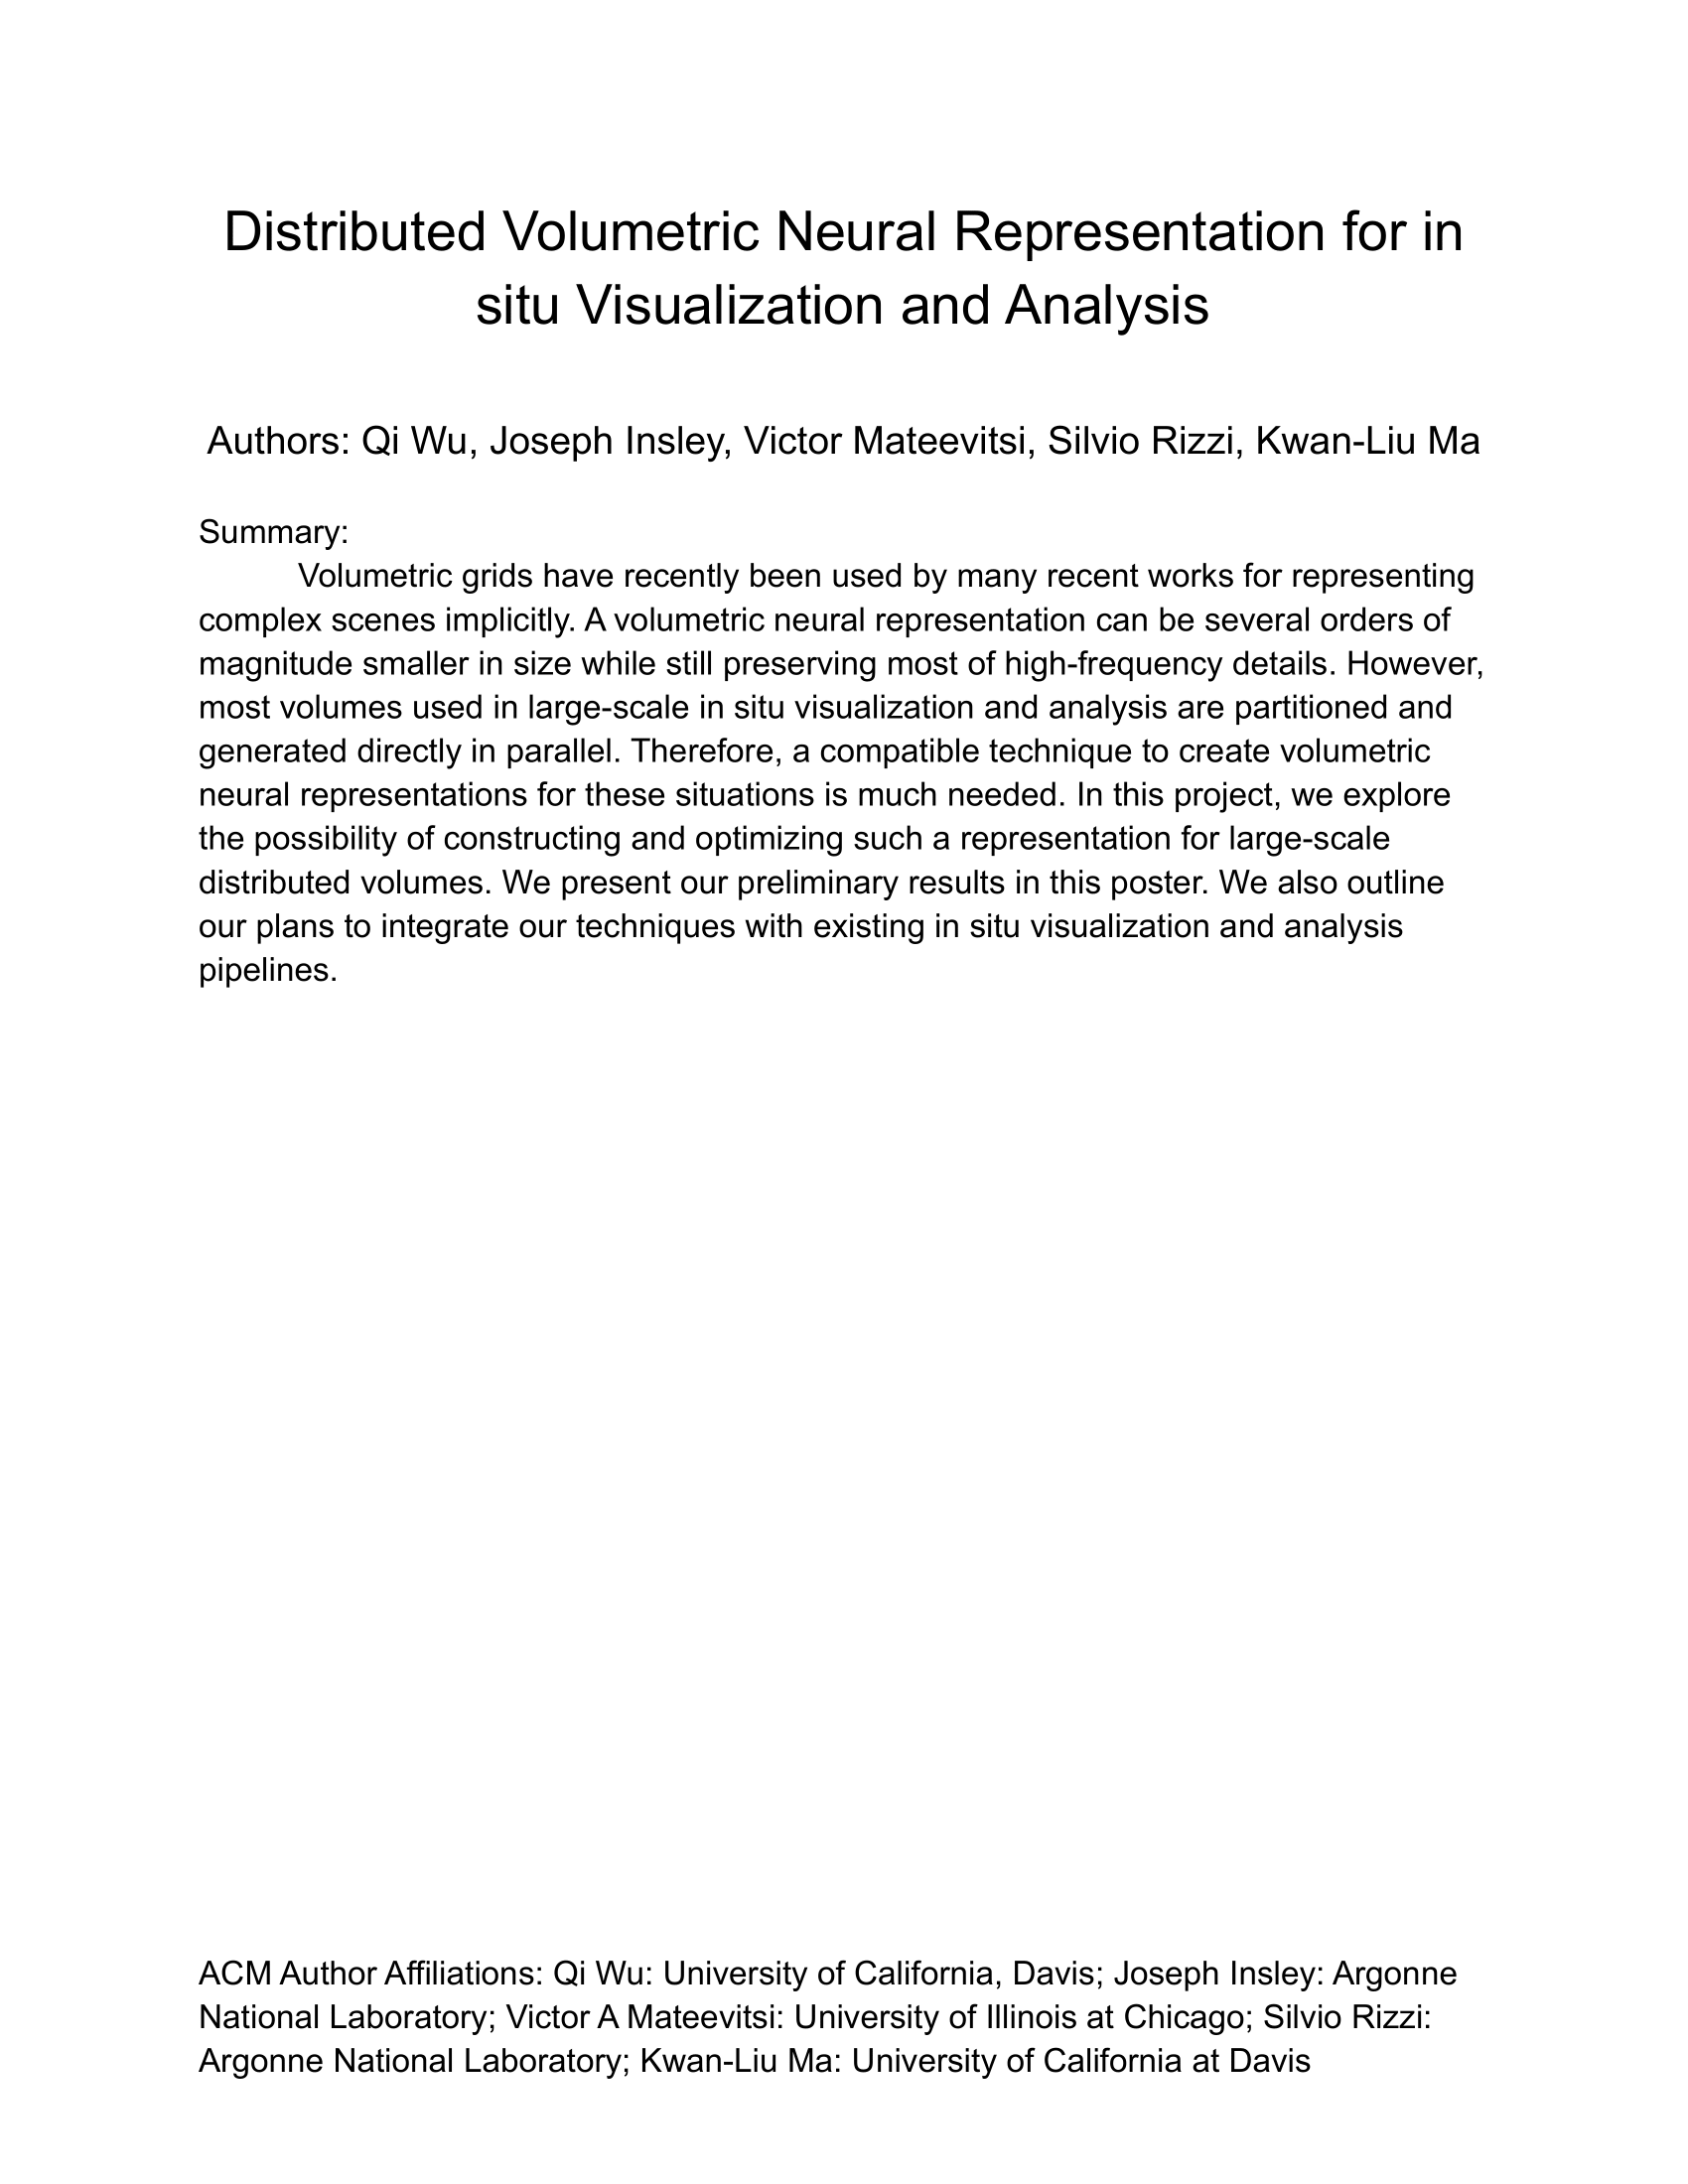 Distributed Volumetric Neural Representation for in
situ Visualization and Analysis
Authors: Qi Wu, Joseph Insley, Victor Mateevitsi, Silvio Rizzi, Kwan-Liu Ma
Summary:
Volumetric grids have recently been used by many recent works for representing
complex scenes implicitly. A volumetric neural representation can be several orders of
magnitude smaller in size while still preserving most of high-frequency details. However,
most volumes used in large-scale in situ visualization and analysis are partitioned and
generated directly in parallel. Therefore, a compatible technique to create volumetric
neural representations for these situations is much needed. In this project, we explore
the possibility of constructing and optimizing such a representation for large-scale
distributed volumes. We present our preliminary results in this poster. We also outline
our plans to integrate our techniques with existing in situ visualization and analysis
pipelines.
ACM Author Affiliations: Qi Wu: University of California, Davis; Joseph Insley: Argonne
National Laboratory; Victor A Mateevitsi: University of Illinois at Chicago; Silvio Rizzi:
Argonne National Laboratory; Kwan-Liu Ma: University of California at Davis